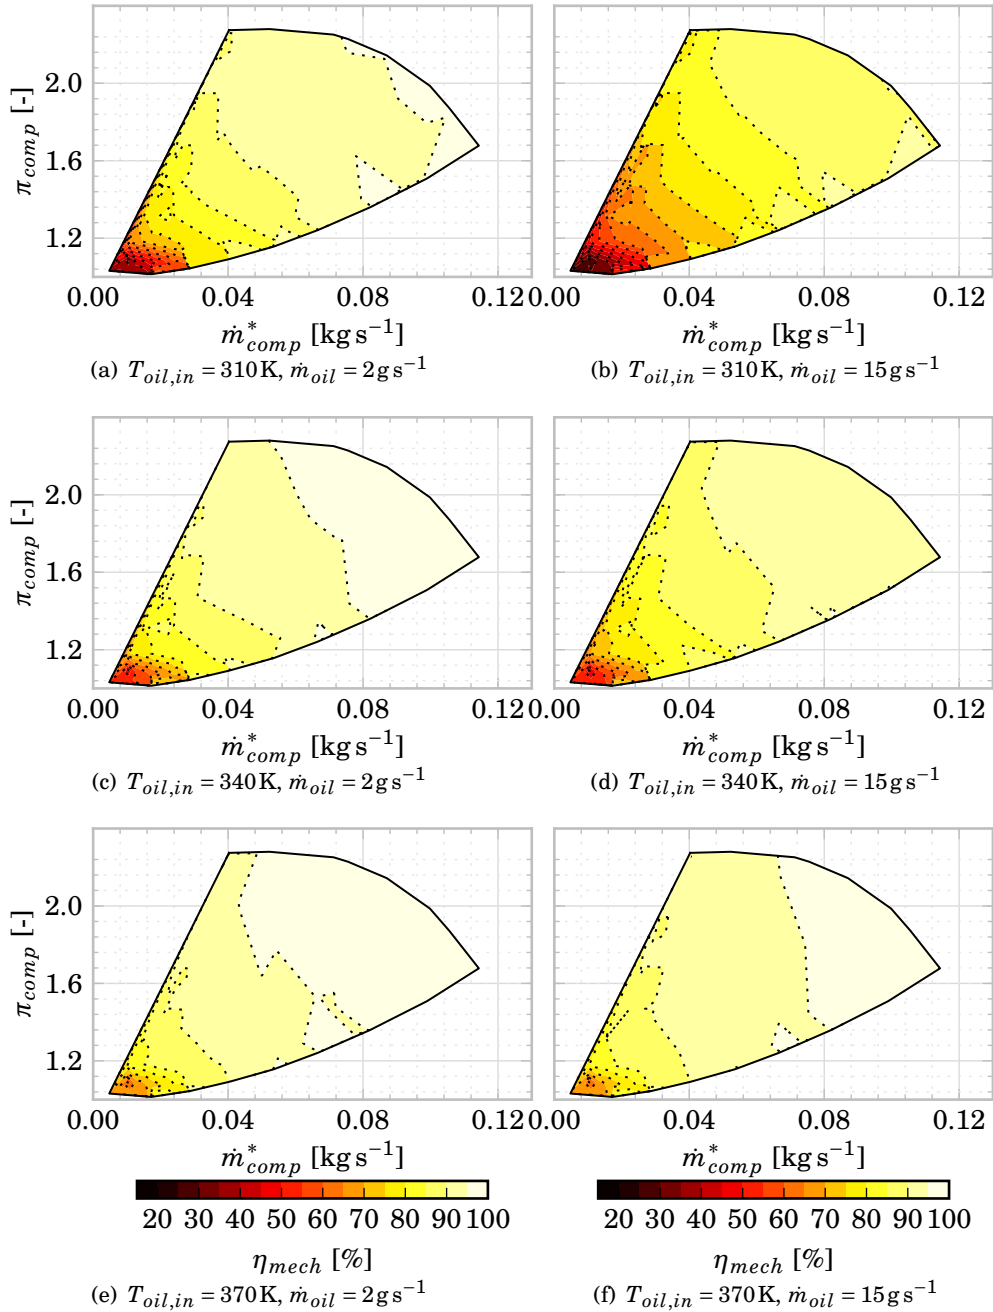 2.0
1.6
1.2
π_comp [-]
0.00 0.04 0.08 0.12 0.00 0.04 0.08 0.12
ṁ*_comp [kg s⁻¹] ṁ*_comp [kg s⁻¹]
(a) T_oil,in = 310 K, ṁ_oil = 2 g s⁻¹ (b) T_oil,in = 310 K, ṁ_oil = 15 g s⁻¹
2.0
1.6
1.2
π_comp [-]
0.00 0.04 0.08 0.12 0.00 0.04 0.08 0.12
ṁ*_comp [kg s⁻¹] ṁ*_comp [kg s⁻¹]
(c) T_oil,in = 340 K, ṁ_oil = 2 g s⁻¹ (d) T_oil,in = 340 K, ṁ_oil = 15 g s⁻¹
2.0
1.6
1.2
π_comp [-]
0.00 0.04 0.08 0.12 0.00 0.04 0.08 0.12
ṁ*_comp [kg s⁻¹] ṁ*_comp [kg s⁻¹]
20 30 40 50 60 70 80 90 100 20 30 40 50 60 70 80 90 100
η_mech [%] η_mech [%]
(e) T_oil,in = 370 K, ṁ_oil = 2 g s⁻¹ (f) T_oil,in = 370 K, ṁ_oil = 15 g s⁻¹